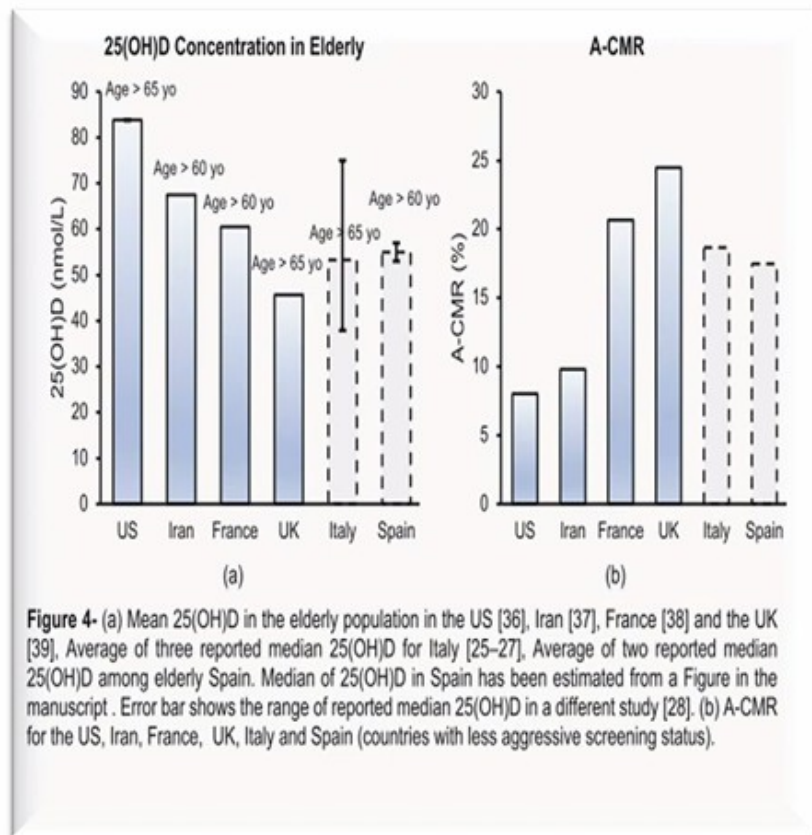 25(OH)D Concentration in Elderly
A-CMR
25(OH)D (nmol/L)
90
80
70
60
50
40
30
20
10
0
Age > 65 yo
Age > 60 yo
Age > 60 yo
Age > 65 yo
Age > 65 yo
Age > 60 yo
US Iran France UK Italy Spain
(a)
A-CMR (%)
30
25
20
15
10
5
0
US Iran France UK Italy Spain
(b)
Figure 4- (a) Mean 25(OH)D in the elderly population in the US [36], Iran [37], France [38] and the UK
[39], Average of three reported median 25(OH)D for Italy [25–27], Average of two reported median
25(OH)D among elderly Spain. Median of 25(OH)D in Spain has been estimated from a Figure in the
manuscript . Error bar shows the range of reported median 25(OH)D in a different study [28]. (b) A-CMR
for the US, Iran, France, UK, Italy and Spain (countries with less aggressive screening status).